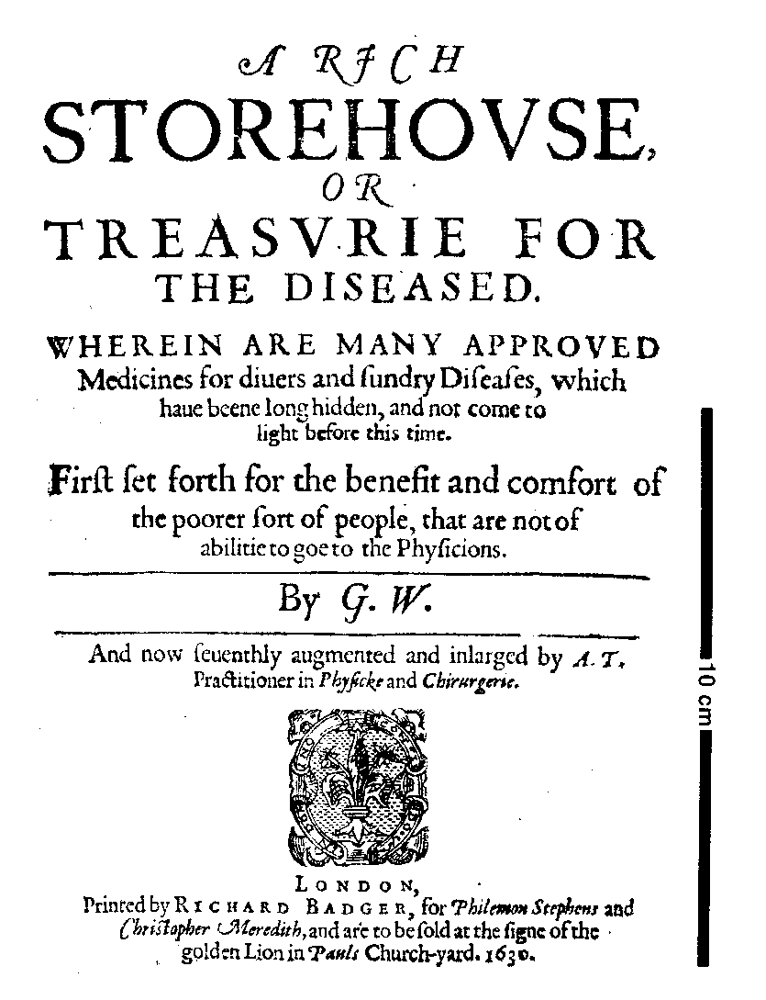 A RICH
STOREHOVSE,
OR
TREASVRIE FOR
THE DISEASED.
WHEREIN ARE MANY APPROVED
Medicines for diuers and ſundry Diſeaſes, which
haue beene long hidden, and not come to
light before this time.
Firſt ſet forth for the benefit and comfort of
the poorer ſort of people, that are not of
abilitie to goe to the Phyſicions.
By G. W.
And now ſeuenthly augmented and inlarged by A. T.
Practitioner in Phyſicke and Chirurgerie.
LONDON,
Printed by RICHARD BADGER, for Philemon Stephens and
Chriſtopher Meredith, and are to be ſold at the ſigne of the
golden Lion in Pauls Church-yard. 1630.
10 cm